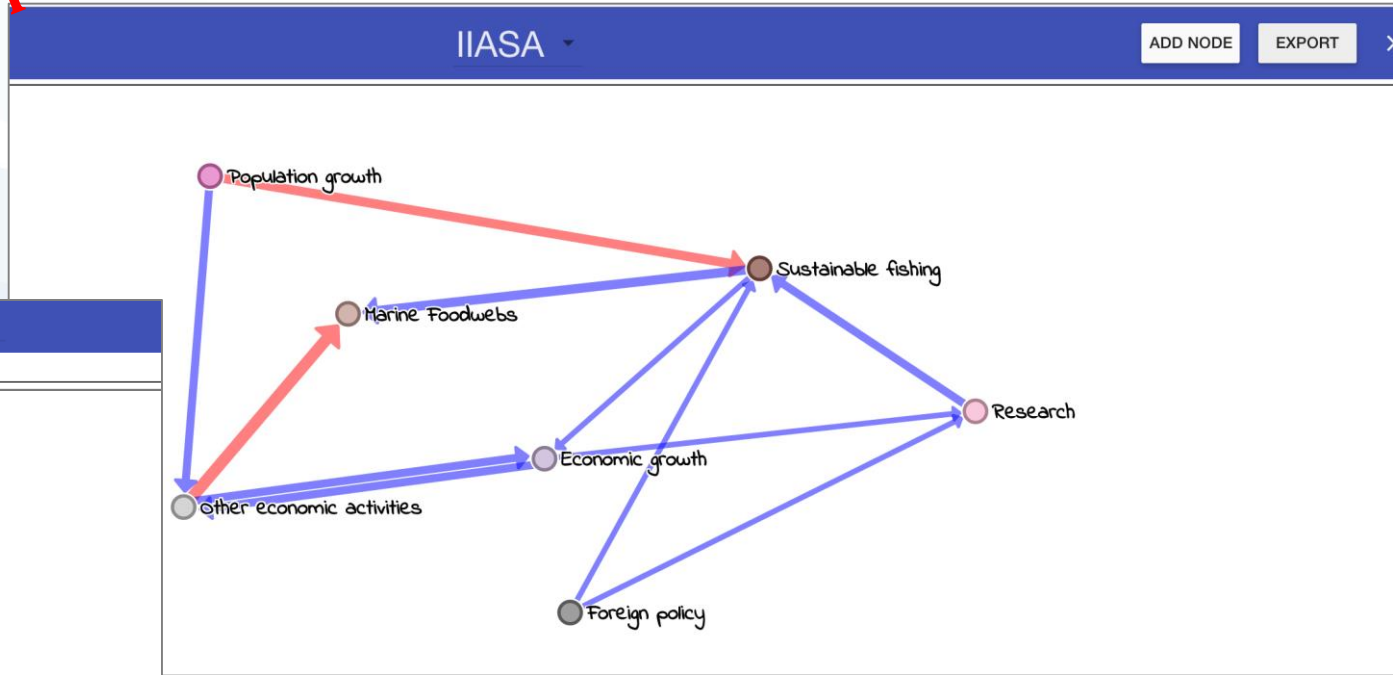 IIASA
ADD NODE
EXPORT
Population growth
Sustainable fishing
Marine Foodwebs
Research
Economic growth
Other economic activities
Foreign policy